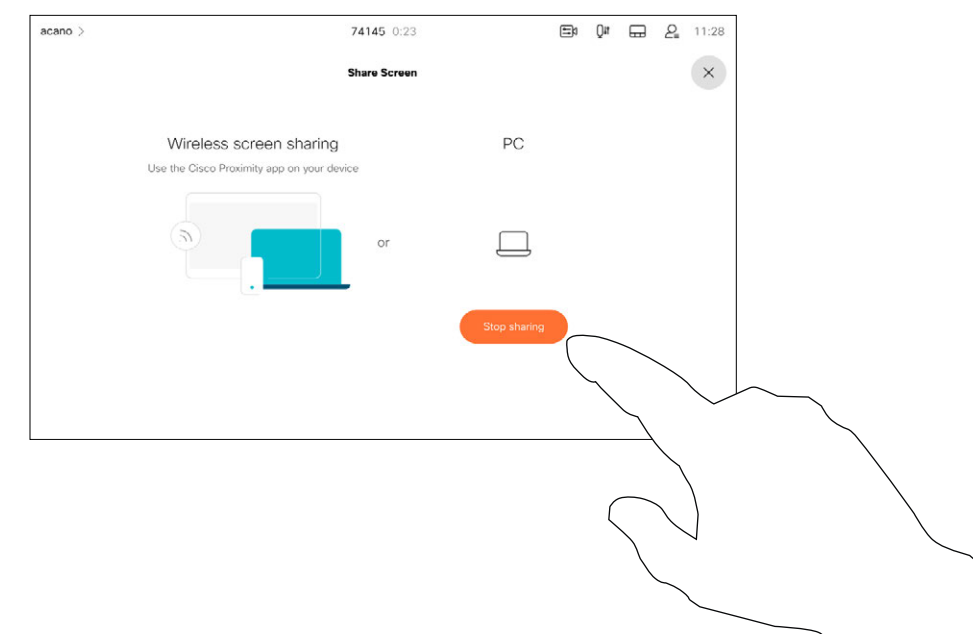 acano >
74145 0:23
11:28
Share Screen
Wireless screen sharing
Use the Cisco Proximity app on your device
or
PC
Stop sharing